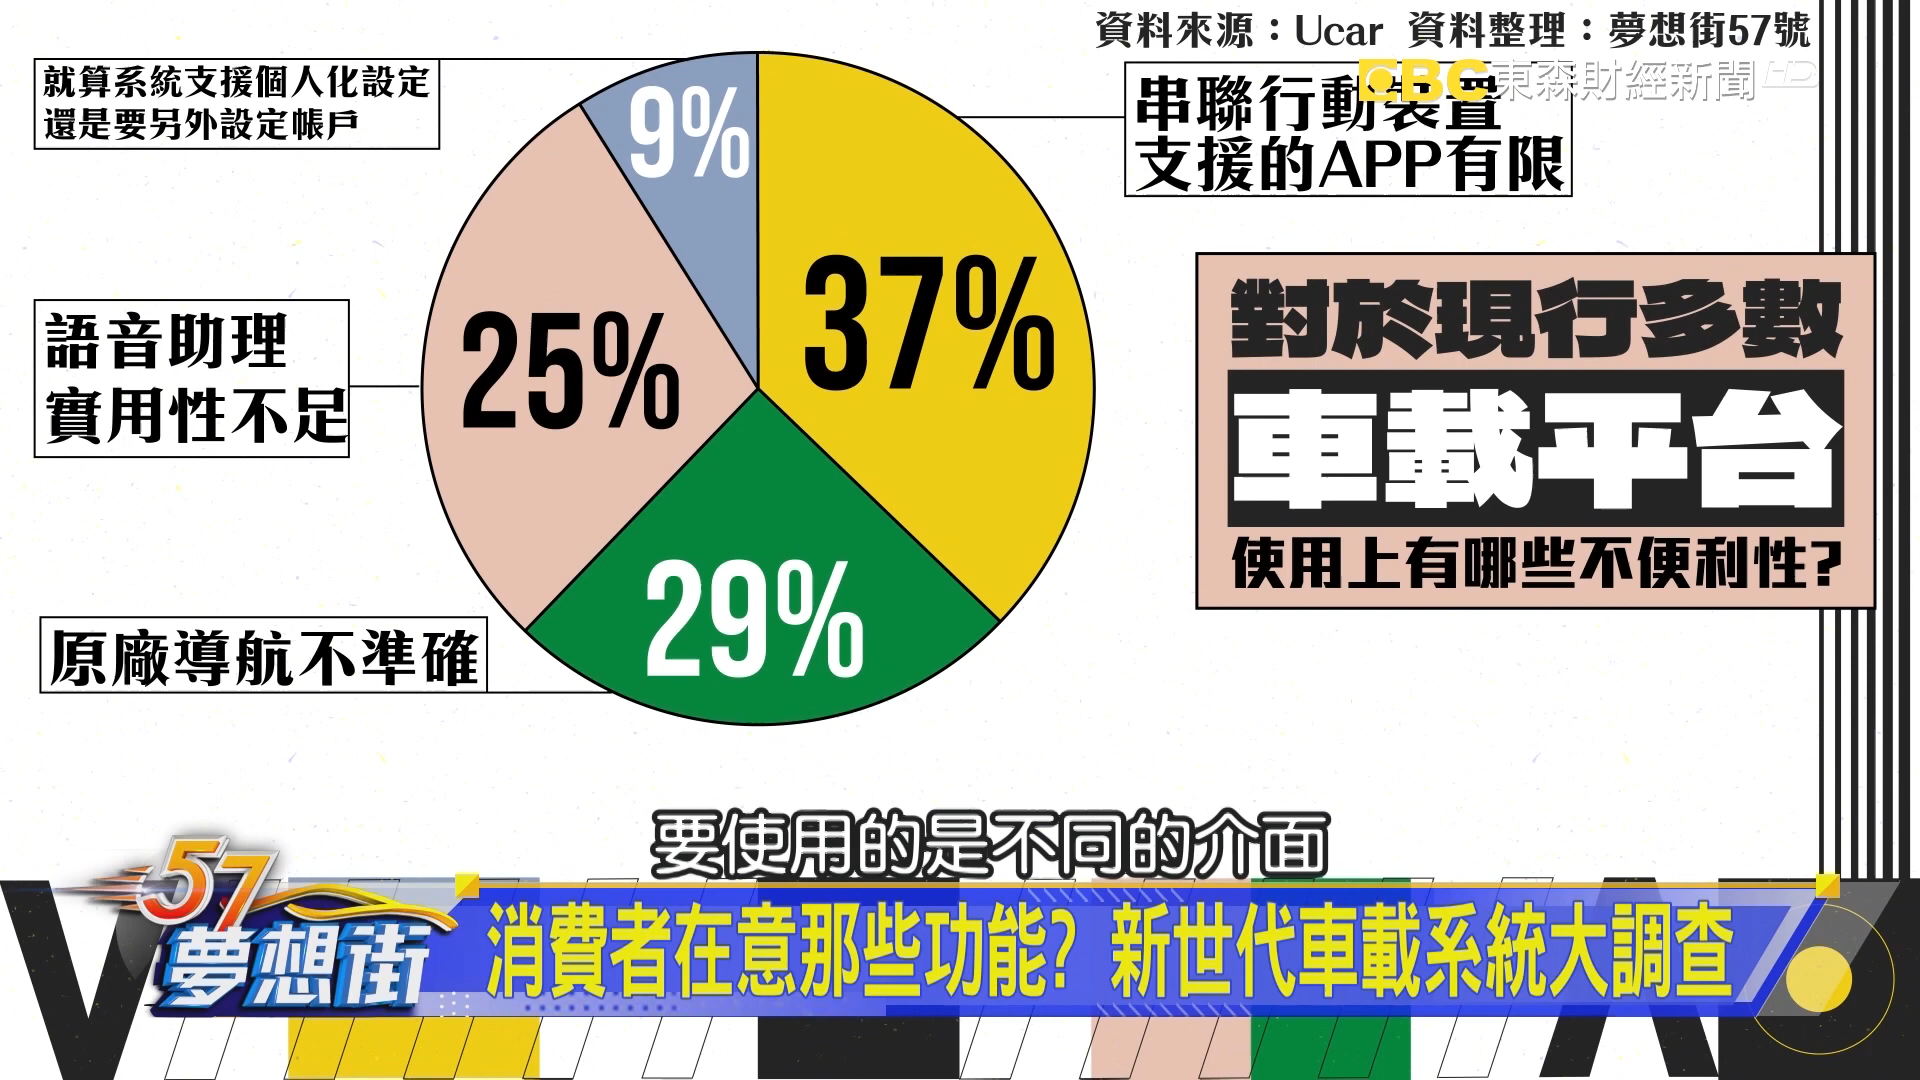 資料來源：Ucar 資料整理：夢想街57號
EBC東森財經新聞HD
就算系統支援個人化設定
還是要另外設定帳戶
9%
串聯行動裝置
支援的APP有限
37%
25%
語音助理
實用性不足
對於現行多數
車載平台
使用上有哪些不便利性?
29%
原廠導航不準確
要使用的是不同的介面
57
夢想街
消費者在意那些功能? 新世代車載系統大調查